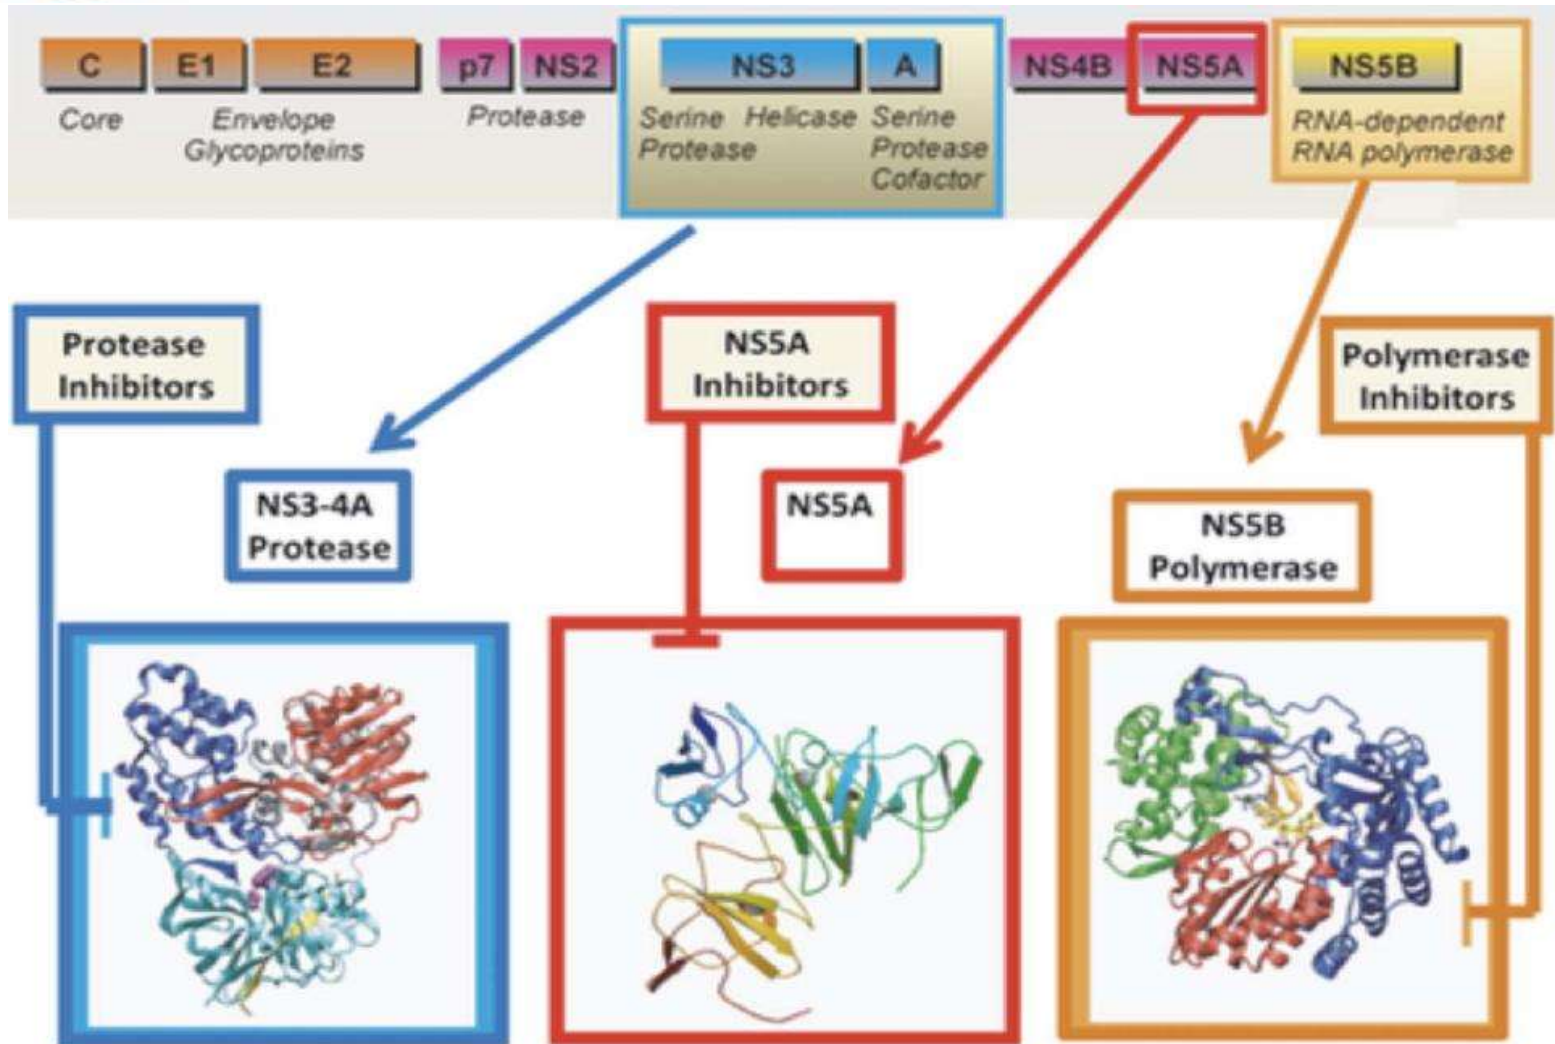 C E1 E2 p7 NS2 NS3 A NS4B NS5A NS5B
Core
Envelope
Glycoproteins
Protease
Serine Helicase
Protease
Serine
Protease
Cofactor
RNA-dependent
RNA polymerase
Protease
Inhibitors
NS5A
Inhibitors
Polymerase
Inhibitors
NS3-4A
Protease
NS5A
NS5B
Polymerase